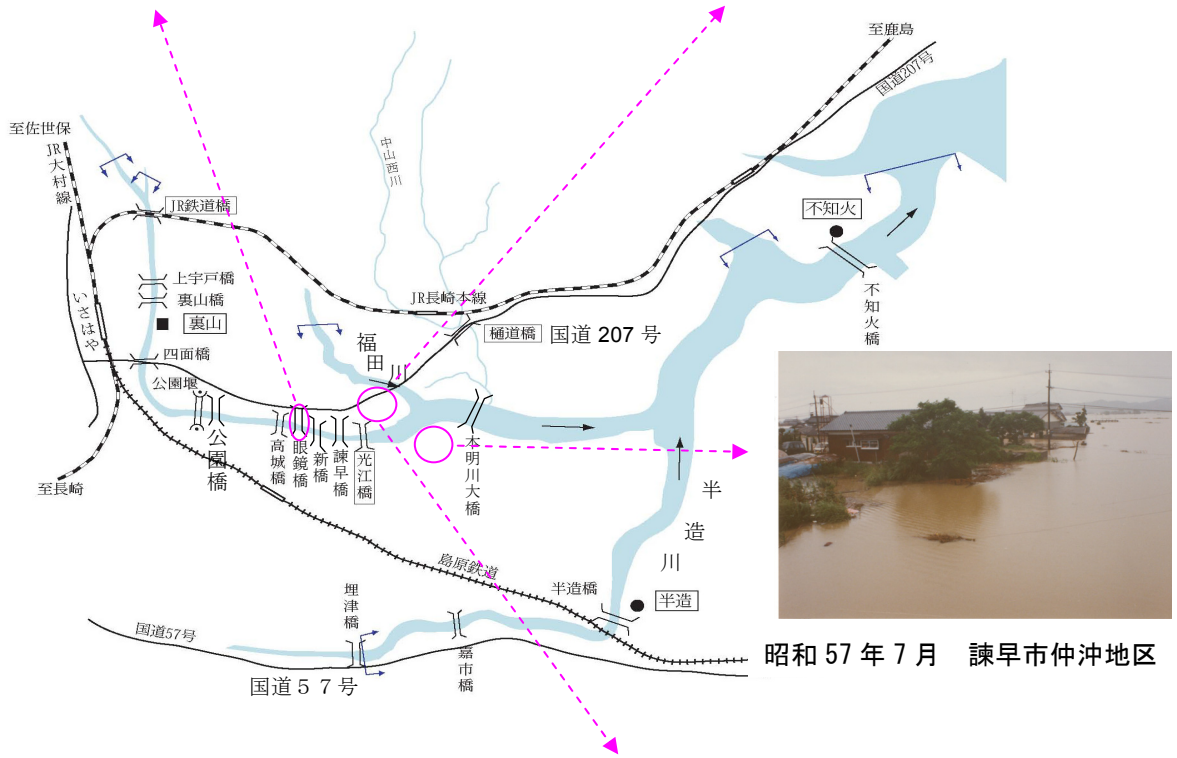 至鹿島
国道207号
至佐世保
JR大村線
中山西川
JR鉄道橋
不知火
上宇戸橋
裏山橋
裏山
いさはや
JR長崎本線
樋道橋
国道 207 号
不知火橋
福田川
四面橋
公園堰
公園橋
高城橋
眼鏡橋
新橋
諫早橋
光江橋
本明川大橋
至長崎
半造川
島原鉄道
半造橋
半造
埋津橋
国道57号
嘉市橋
国道５７号
昭和 57 年 7 月　諫早市仲沖地区